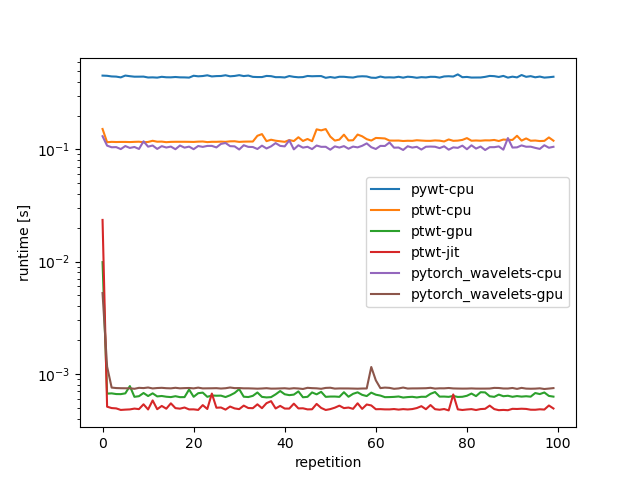 10⁻¹
10⁻²
10⁻³
runtime [s]
pywt-cpu
ptwt-cpu
ptwt-gpu
ptwt-jit
pytorch_wavelets-cpu
pytorch_wavelets-gpu
0 20 40 60 80 100
repetition